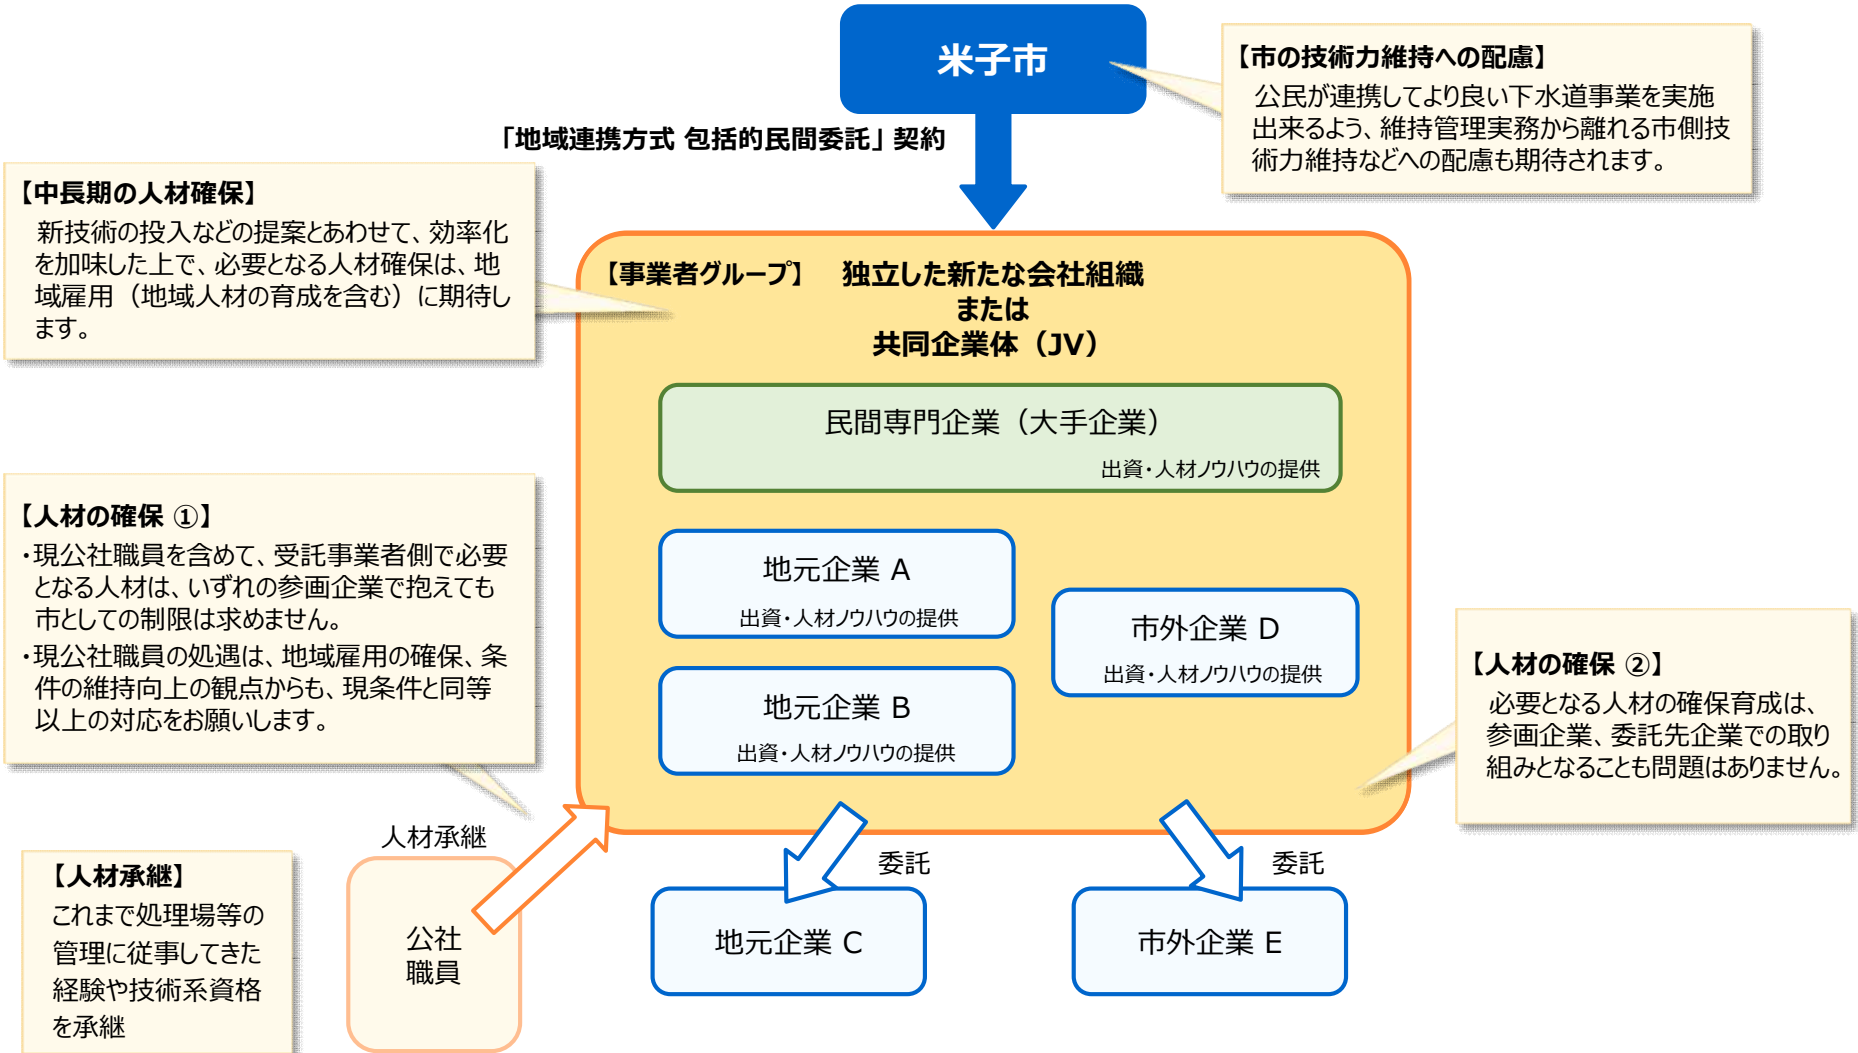 米子市
【市の技術力維持への配慮】
公民が連携してより良い下水道事業を実施
出来るよう、維持管理実務から離れる市側技
術力維持などへの配慮も期待されます。
「地域連携方式 包括的民間委託」契約
【中長期の人材確保】
新技術の投入などの提案とあわせて、効率化
を加味した上で、必要となる人材確保は、地
域雇用（地域人材の育成を含む）に期待し
ます。
【事業者グループ】 独立した新たな会社組織
または
共同企業体（JV）
民間専門企業（大手企業）
出資・人材ノウハウの提供
【人材の確保 ①】
・現公社職員を含めて、受託事業者側で必要
となる人材は、いずれの参画企業で抱えても
市としての制限は求めません。
・現公社職員の処遇は、地域雇用の確保、条
件の維持向上の観点からも、現条件と同等
以上の対応をお願いします。
地元企業 A
出資・人材ノウハウの提供
市外企業 D
出資・人材ノウハウの提供
地元企業 B
出資・人材ノウハウの提供
【人材の確保 ②】
必要となる人材の確保育成は、
参画企業、委託先企業での取り
組みとなることも問題はありません。
人材承継
委託
委託
【人材承継】
これまで処理場等の
管理に従事してきた
経験や技術系資格
を承継
公社
職員
地元企業 C
市外企業 E